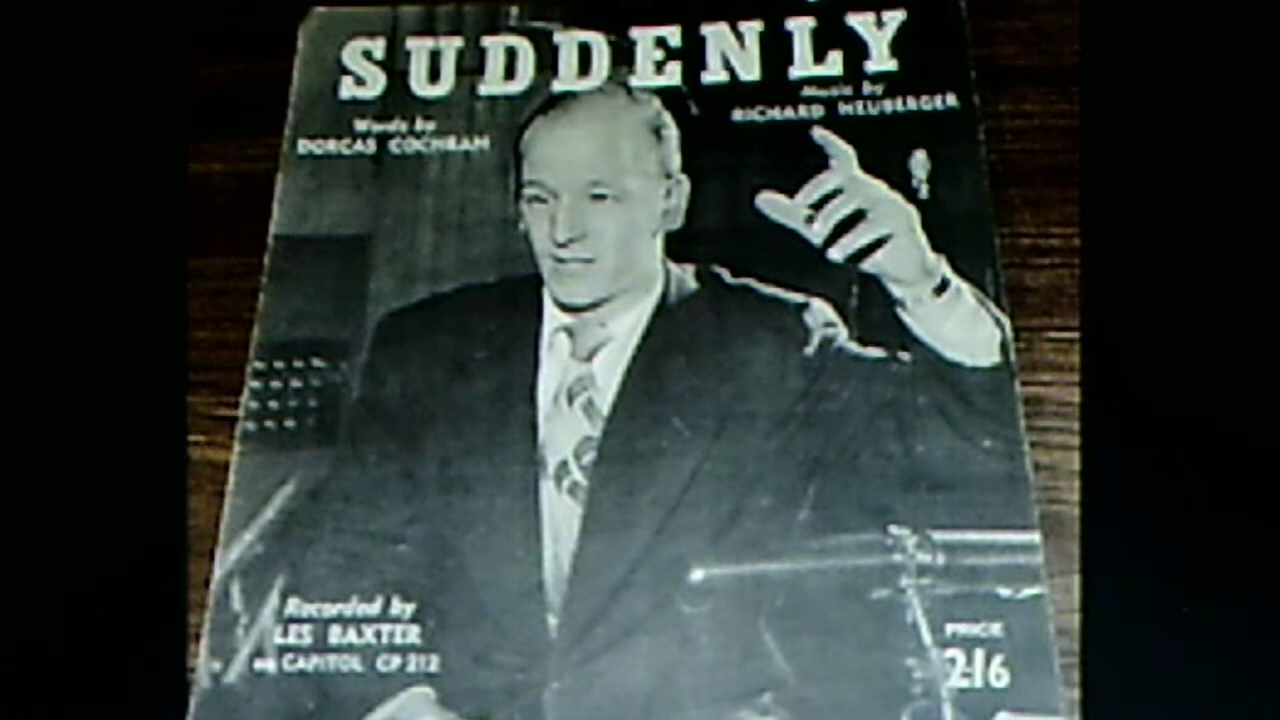 SUDDENLY
Words by
DORCAS COCHRAN
Music by
RICHARD HEUBERGER
Recorded by
LES BAXTER
on CAPITOL CP 212
PRICE
2/6